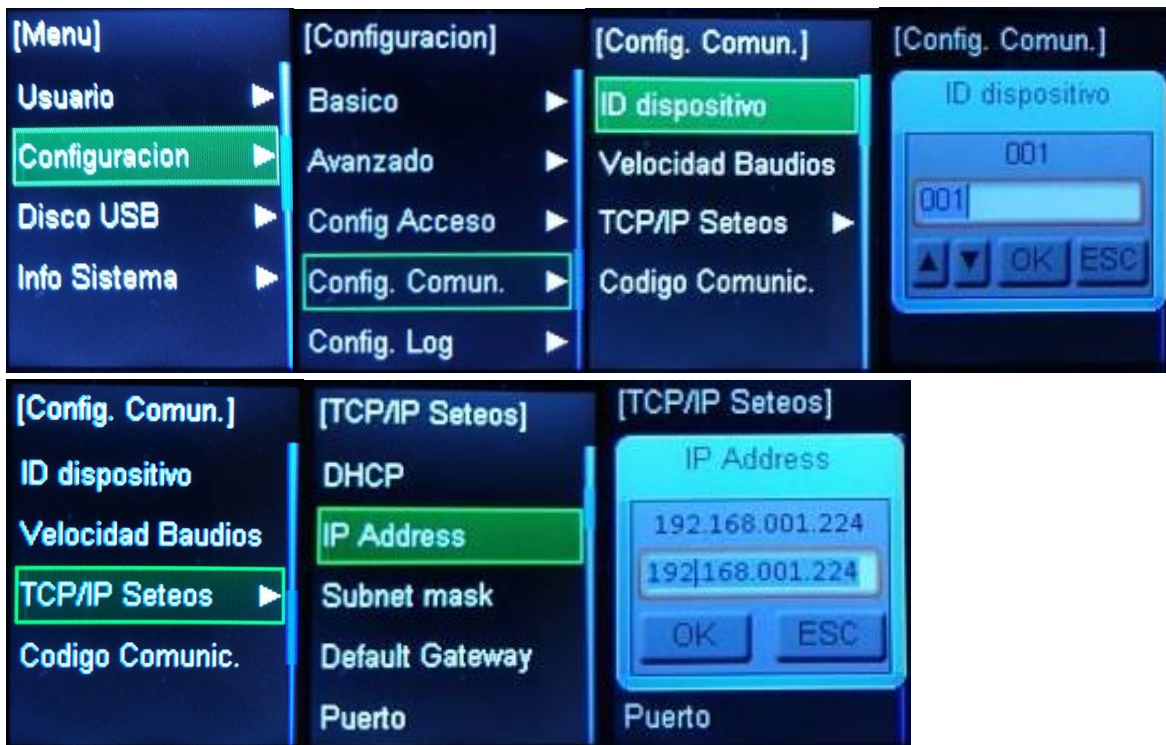 [Menu]
Usuario
Configuracion
Disco USB
Info Sistema
[Configuracion]
Basico
Avanzado
Config Acceso
Config. Comun.
Config. Log
[Config. Comun.]
ID dispositivo
Velocidad Baudios
TCP/IP Seteos
Codigo Comunic.
[Config. Comun.]
ID dispositivo
001
001
OK ESC
[Config. Comun.]
ID dispositivo
Velocidad Baudios
TCP/IP Seteos
Codigo Comunic.
[TCP/IP Seteos]
DHCP
IP Address
Subnet mask
Default Gateway
Puerto
[TCP/IP Seteos]
IP Address
192.168.001.224
192.168.001.224
OK ESC
Puerto